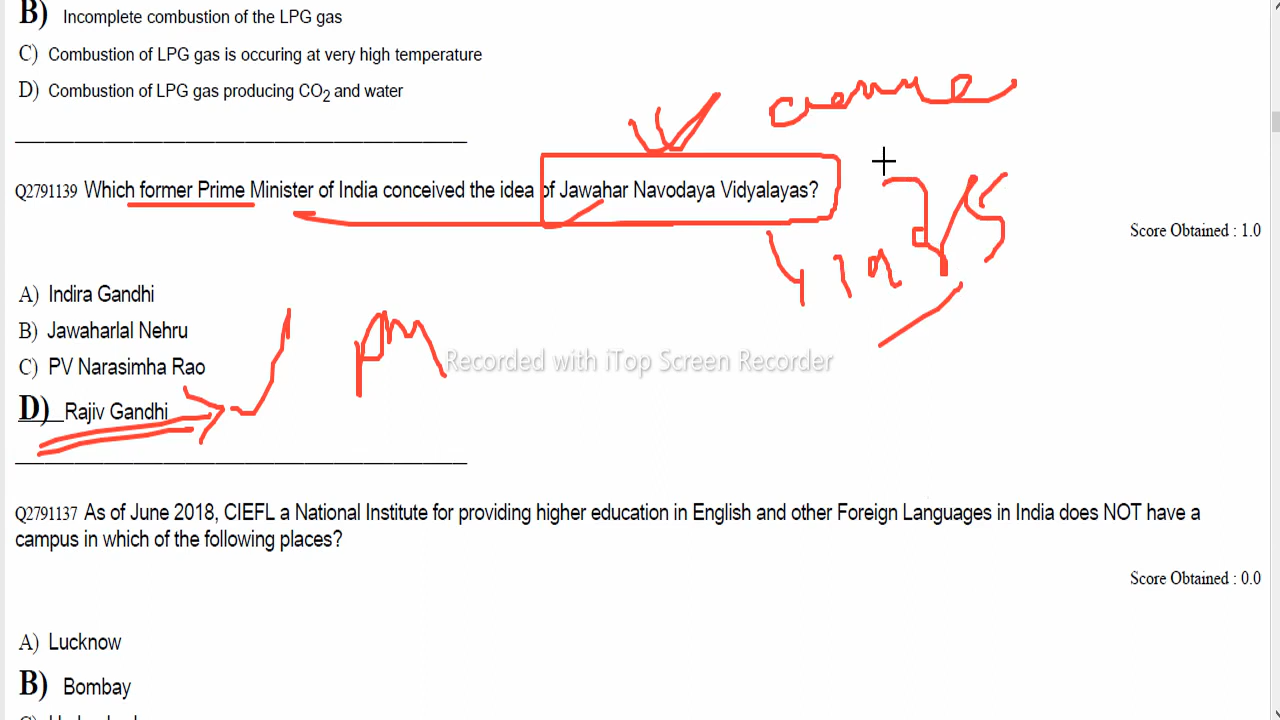 B) Incomplete combustion of the LPG gas
C) Combustion of LPG gas is occuring at very high temperature
D) Combustion of LPG gas producing CO2 and water
Q2791139 Which former Prime Minister of India conceived the idea of Jawahar Navodaya Vidyalayas?
Score Obtained : 1.0
A) Indira Gandhi
B) Jawaharlal Nehru
C) PV Narasimha Rao
Recorded with iTop Screen Recorder
D) Rajiv Gandhi
Q2791137 As of June 2018, CIEFL a National Institute for providing higher education in English and other Foreign Languages in India does NOT have a
campus in which of the following places?
Score Obtained : 0.0
A) Lucknow
B) Bombay